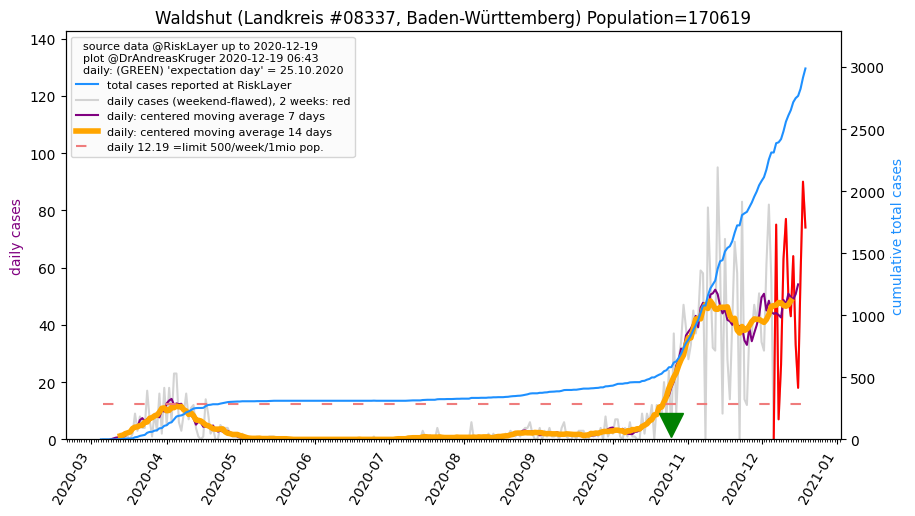 Waldshut (Landkreis #08337, Baden-Württemberg) Population=170619
source data @RiskLayer up to 2020-12-19
plot @DrAndreasKruger 2020-12-19 06:43
daily: (GREEN) 'expectation day' = 25.10.2020
total cases reported at RiskLayer
daily cases (weekend-flawed), 2 weeks: red
daily: centered moving average 7 days
daily: centered moving average 14 days
daily 12.19 =limit 500/week/1mio pop.
daily cases
140
120
100
80
60
40
20
0
3000
2500
2000
1500
1000
500
0
cumulative total cases
2020-03
2020-04
2020-05
2020-06
2020-07
2020-08
2020-09
2020-10
2020-11
2020-12
2021-01